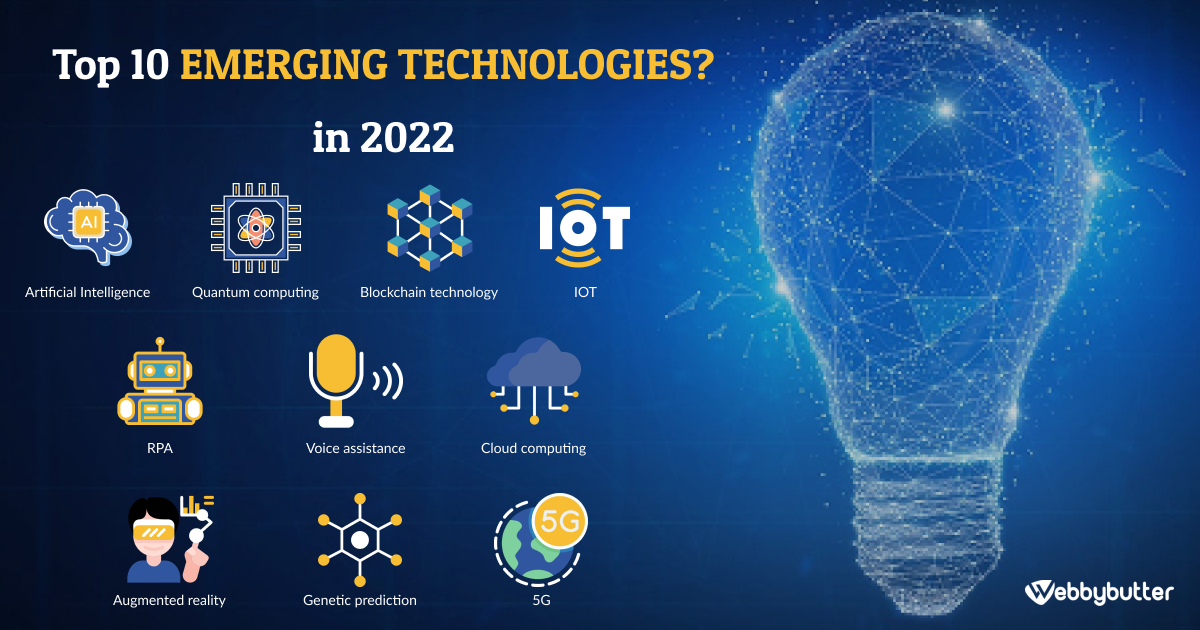 Top 10 EMERGING TECHNOLOGIES?
in 2022
AI
IOT
Artificial Intelligence
Quantum computing
Blockchain technology
IOT
RPA
Voice assistance
Cloud computing
5G
Augmented reality
Genetic prediction
5G
Webbybutter